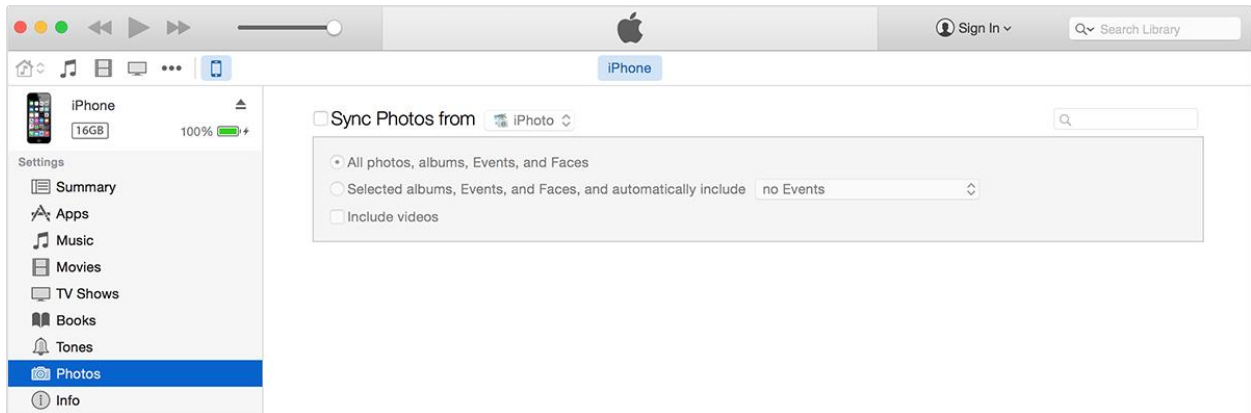 Sign In
Search Library
iPhone
iPhone
16GB
100%
Settings
Summary
Apps
Music
Movies
TV Shows
Books
Tones
Photos
Info
Sync Photos from iPhoto
All photos, albums, Events, and Faces
Selected albums, Events, and Faces, and automatically include no Events
Include videos